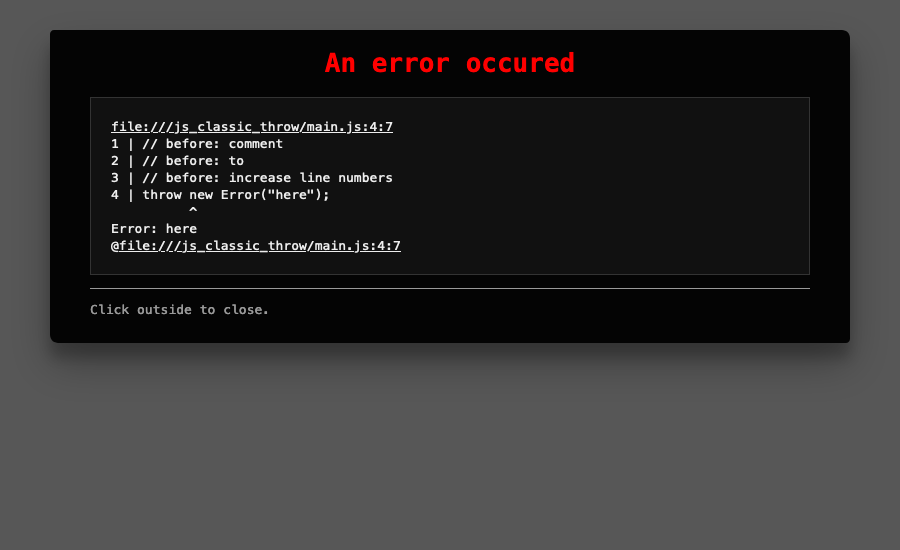 An error occured
file:///js_classic_throw/main.js:4:7
1 | // before: comment
2 | // before: to
3 | // before: increase line numbers
4 | throw new Error("here");
          ^
Error: here
@file:///js_classic_throw/main.js:4:7
Click outside to close.